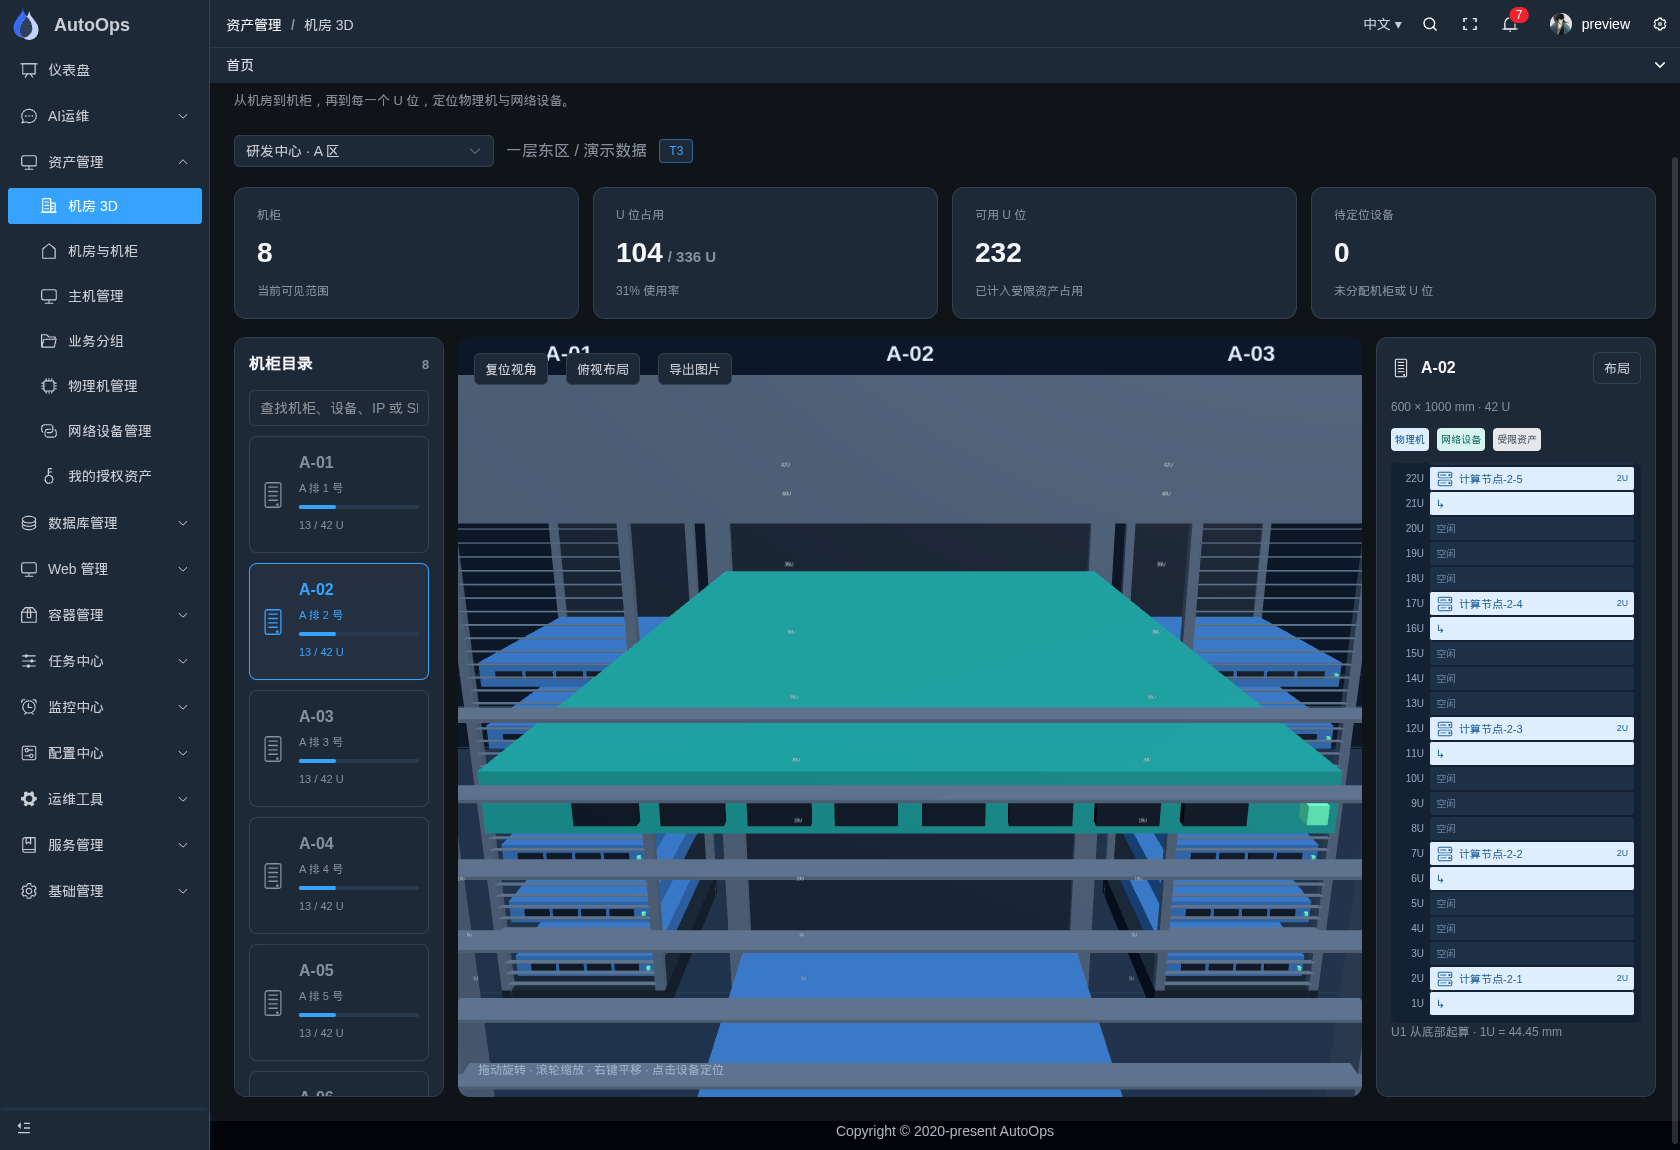 AutoOps
资产管理 / 机房 3D
中文
7
preview
首页
仪表盘
AI运维
资产管理
机房 3D
机房与机柜
主机管理
业务分组
物理机管理
网络设备管理
我的授权资产
数据库管理
Web 管理
容器管理
任务中心
监控中心
配置中心
运维工具
服务管理
基础管理
从机房到机柜，再到每一个 U 位，定位物理机与网络设备。
研发中心 · A 区
一层东区 / 演示数据
T3
机柜
8
当前可见范围
U 位占用
104 / 336 U
31% 使用率
可用 U 位
232
已计入受限资产占用
待定位设备
0
未分配机柜或 U 位
机柜目录
8
查找机柜、设备、IP 或 S
A-01
A 排 1 号
13 / 42 U
A-02
A 排 2 号
13 / 42 U
A-03
A 排 3 号
13 / 42 U
A-04
A 排 4 号
13 / 42 U
A-05
A 排 5 号
13 / 42 U
A-06
A-01
A-02
A-03
复位视角
俯视布局
导出图片
拖动旋转 · 滚轮缩放 · 右键平移 · 点击设备定位
A-02
布局
600 × 1000 mm · 42 U
物理机
网络设备
受限资产
22U 计算节点-2-5 2U
21U ↳
20U 空闲
19U 空闲
18U 空闲
17U 计算节点-2-4 2U
16U ↳
15U 空闲
14U 空闲
13U 空闲
12U 计算节点-2-3 2U
11U ↳
10U 空闲
9U 空闲
8U 空闲
7U 计算节点-2-2 2U
6U ↳
5U 空闲
4U 空闲
3U 空闲
2U 计算节点-2-1 2U
1U ↳
U1 从底部起算 · 1U = 44.45 mm
Copyright © 2020-present AutoOps